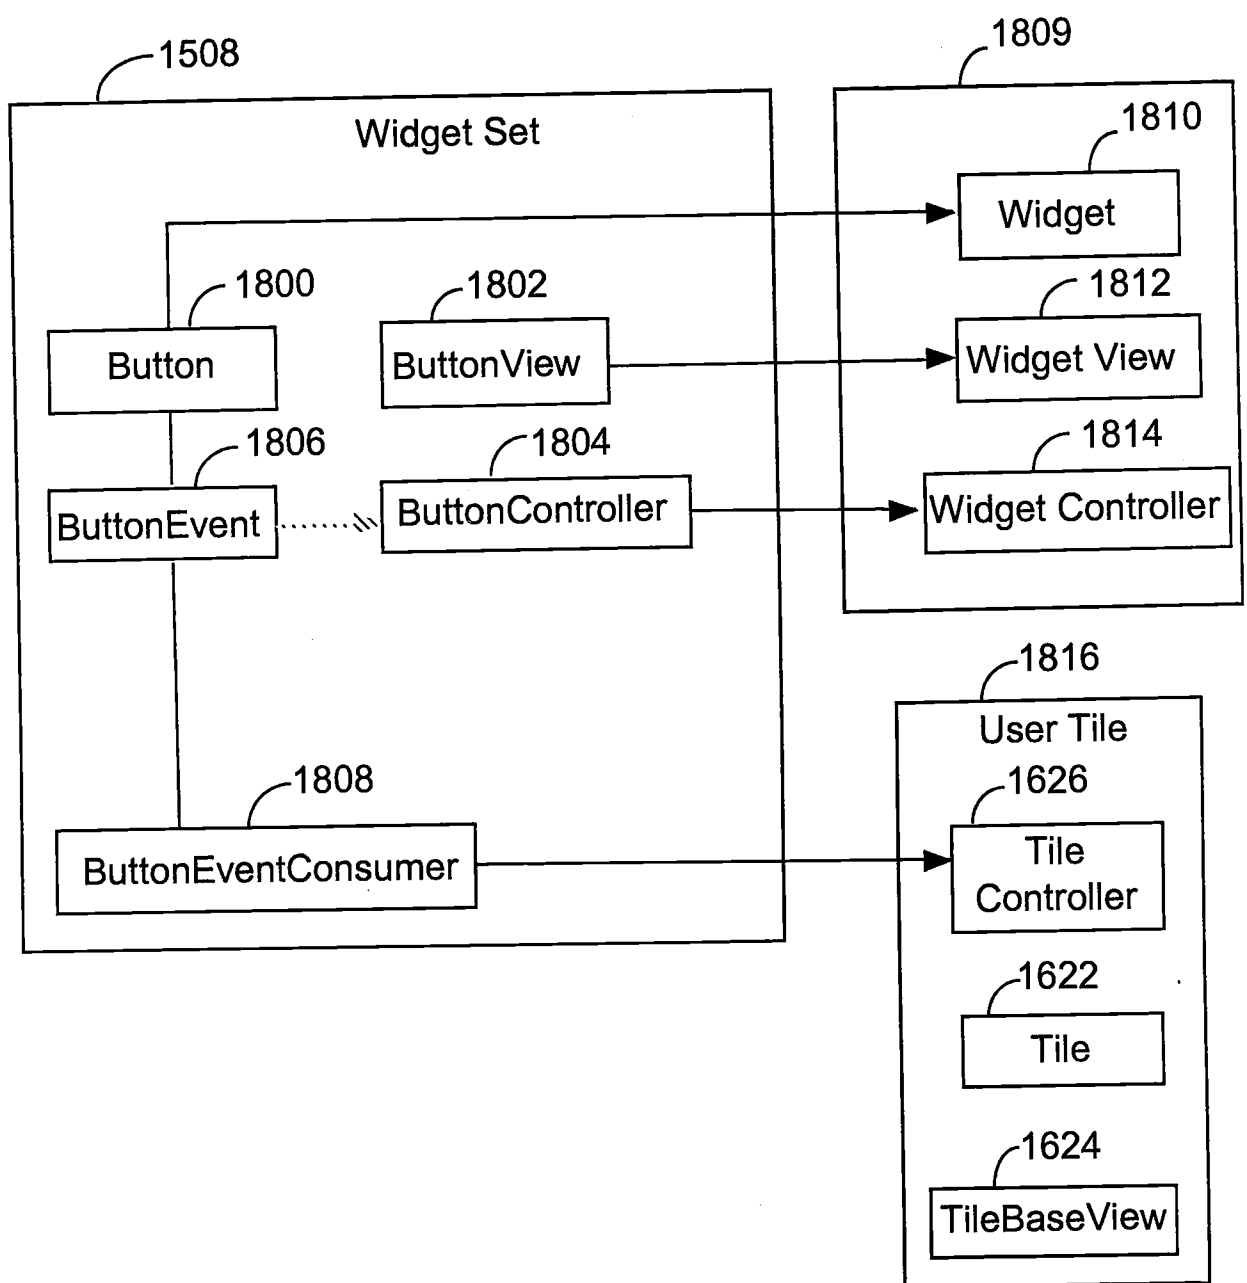 1508
Widget Set
1800
Button
1802
ButtonView
1806
ButtonEvent
1804
ButtonController
1808
ButtonEventConsumer
1809
1810
Widget
1812
Widget View
1814
Widget Controller
1816
User Tile
1626
Tile
Controller
1622
Tile
1624
TileBaseView